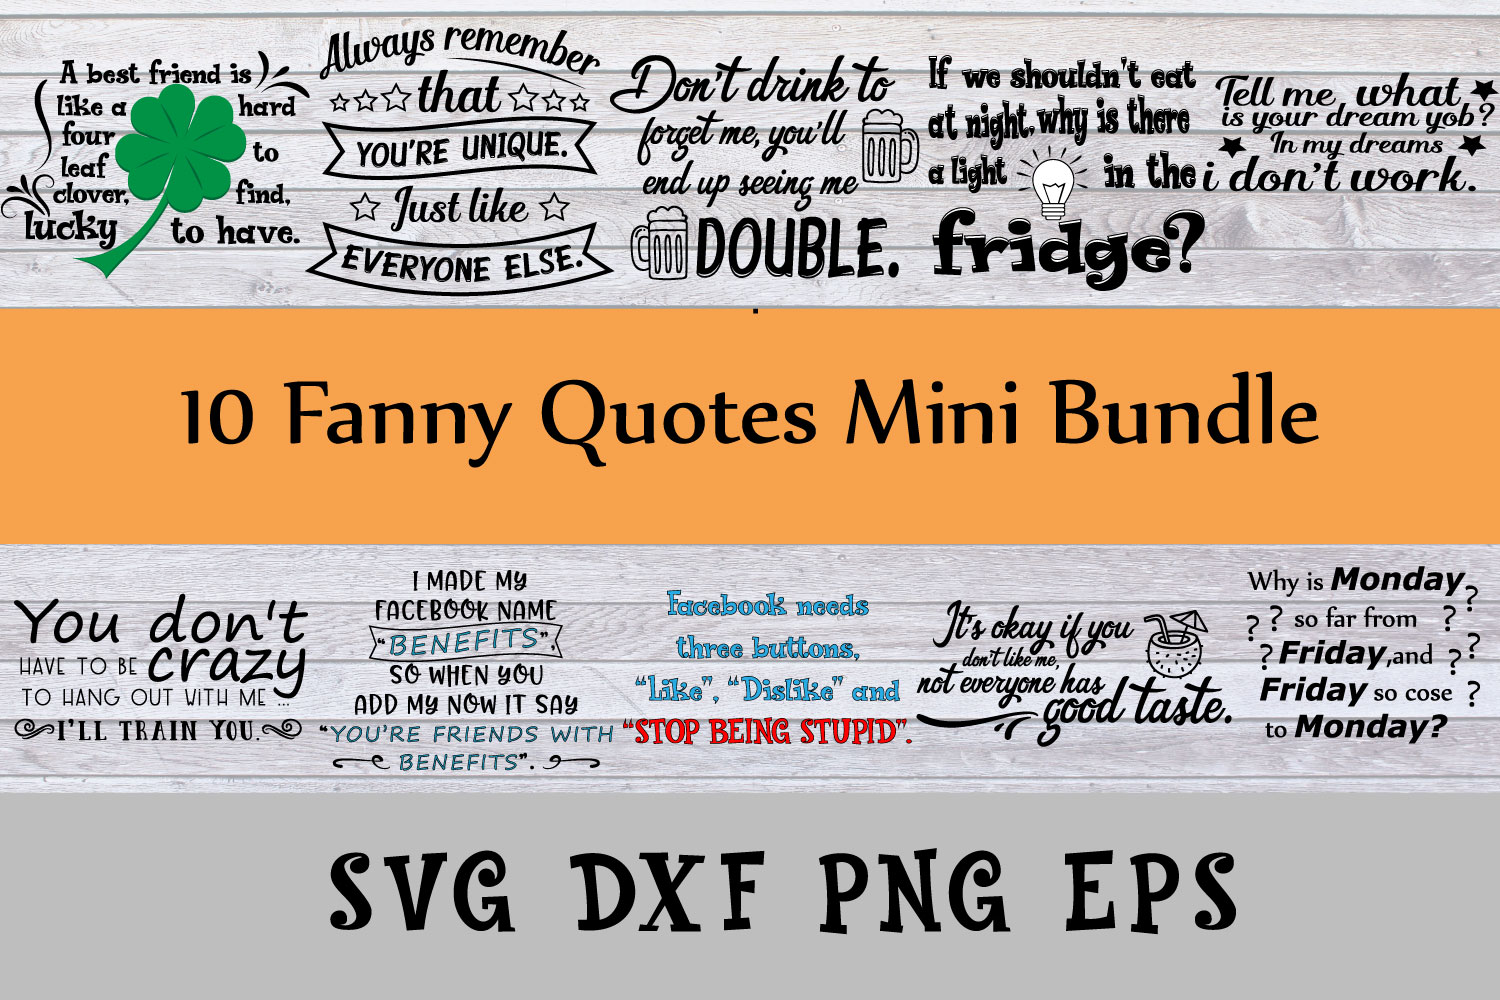 A best friend is
like a hard
four
leaf to
clover, find,
lucky to have.
Always remember
that
YOU'RE UNIQUE.
Just like
EVERYONE ELSE.
Don't drink to
forget me, you'll
end up seeing me
DOUBLE.
If we shouldn't eat
at night, why is there
a light in the
fridge?
Tell me what
is your dream yob?
In my dreams
i don't work.
10 Fanny Quotes Mini Bundle
You don't
HAVE TO BE crazy
TO HANG OUT WITH ME ...
I'LL TRAIN YOU.
I MADE MY
FACEBOOK NAME
"BENEFITS",
SO WHEN YOU
ADD MY NOW IT SAY
"YOU'RE FRIENDS WITH
BENEFITS".
Facebook needs
three buttons,
"Like", "Dislike" and
"STOP BEING STUPID".
It's okay if you
don't like me,
not everyone has
good taste.
Why is Monday ?
? ? so far from ?
? Friday,and ? ?
Friday so cose ?
to Monday?
SVG DXF PNG EPS